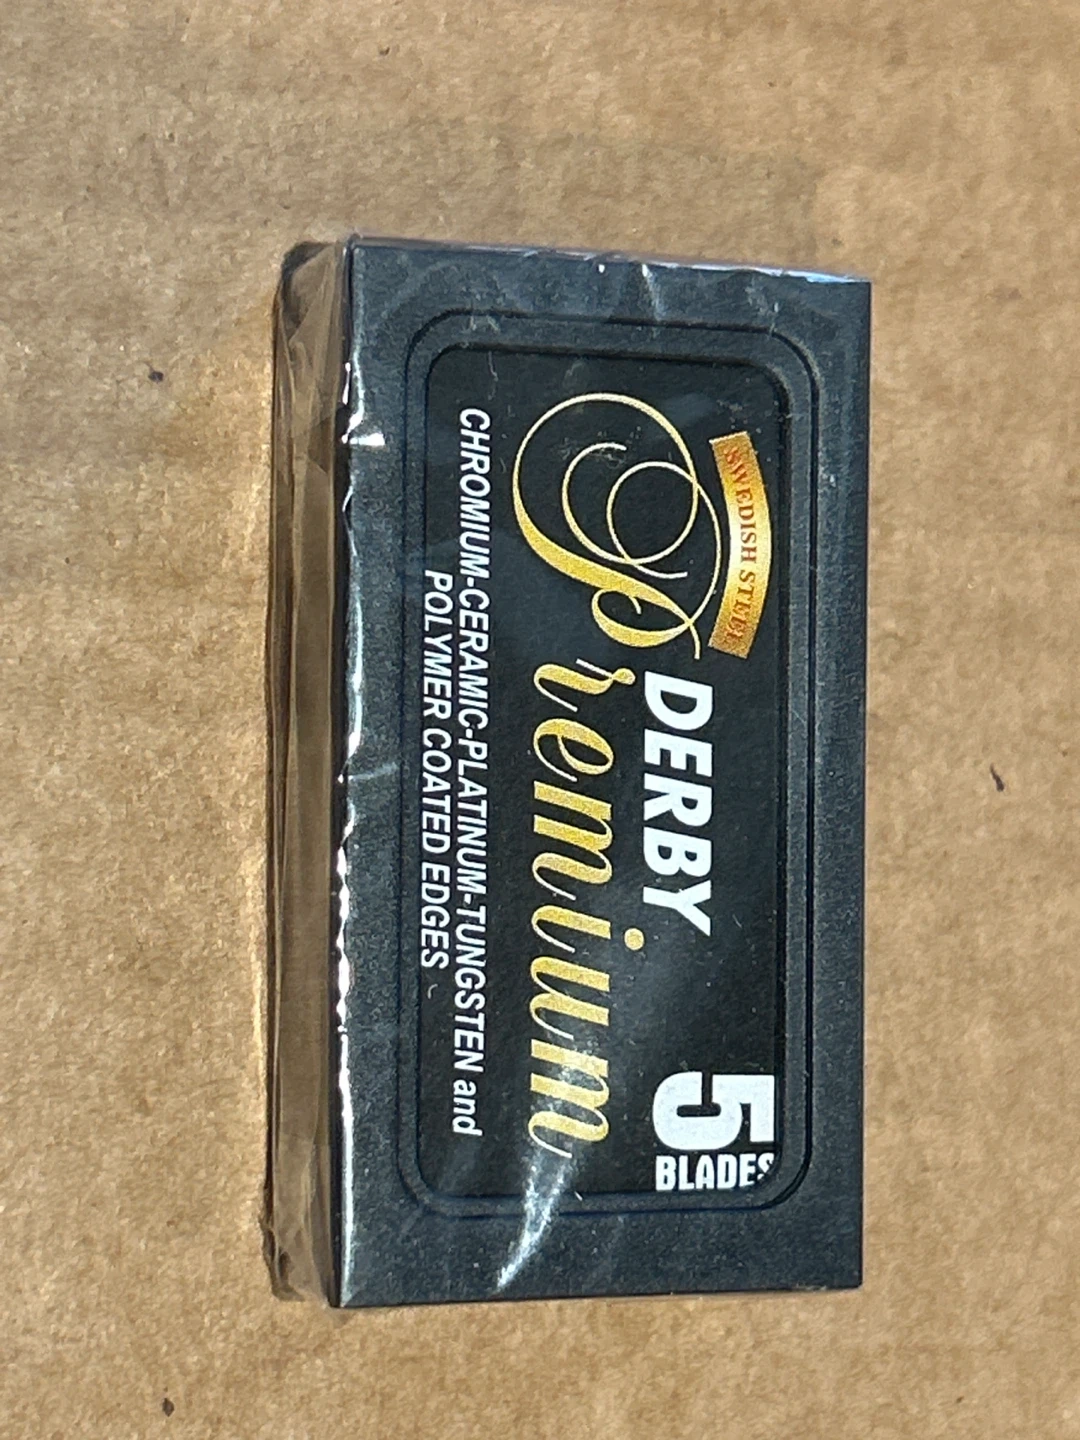 SWEDISH STEEL
DERBY
5
BLADES
Premium
CHROMIUM-CERAMIC-PLATINUM-TUNGSTEN and
POLYMER COATED EDGES